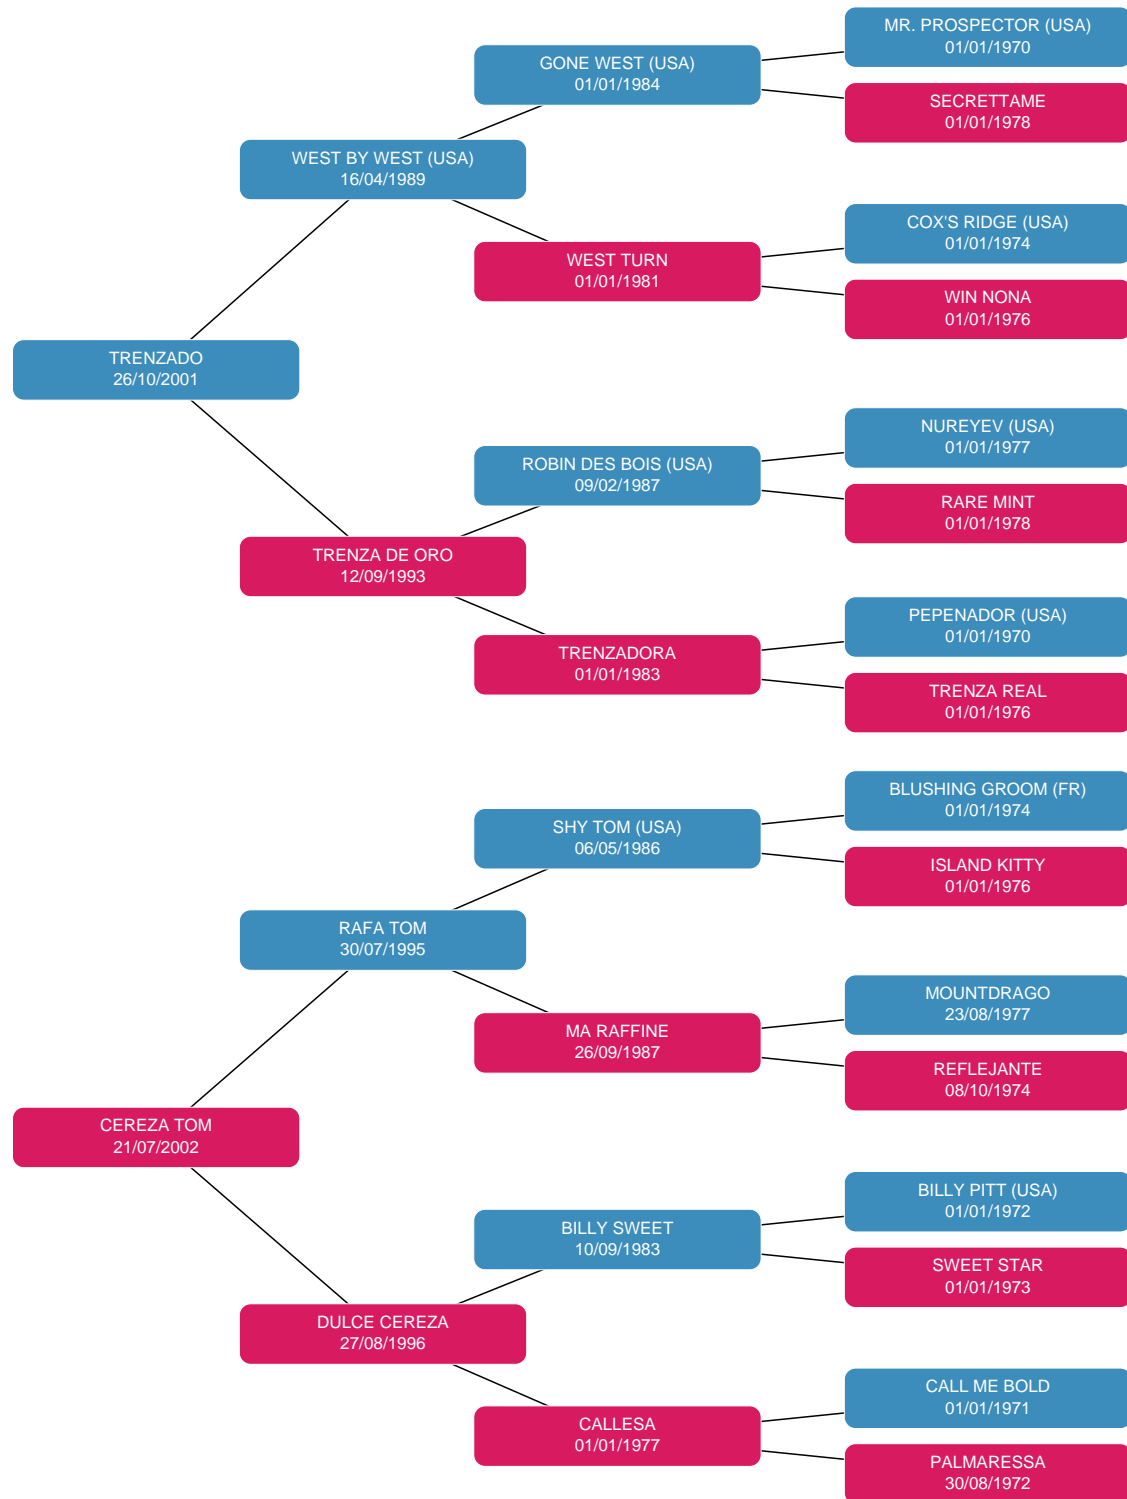 MR. PROSPECTOR (USA)
01/01/1970
GONE WEST (USA)
01/01/1984
SECRETTAME
01/01/1978
WEST BY WEST (USA)
16/04/1989
COX'S RIDGE (USA)
01/01/1974
WEST TURN
01/01/1981
WIN NONA
01/01/1976
TRENZADO
26/10/2001
NUREYEV (USA)
01/01/1977
ROBIN DES BOIS (USA)
09/02/1987
RARE MINT
01/01/1978
TRENZA DE ORO
12/09/1993
PEPENADOR (USA)
01/01/1970
TRENZADORA
01/01/1983
TRENZA REAL
01/01/1976
BLUSHING GROOM (FR)
01/01/1974
SHY TOM (USA)
06/05/1986
ISLAND KITTY
01/01/1976
RAFA TOM
30/07/1995
MOUNTDRAGO
23/08/1977
MA RAFFINE
26/09/1987
REFLEJANTE
08/10/1974
CEREZA TOM
21/07/2002
BILLY PITT (USA)
01/01/1972
BILLY SWEET
10/09/1983
SWEET STAR
01/01/1973
DULCE CEREZA
27/08/1996
CALL ME BOLD
01/01/1971
CALLESA
01/01/1977
PALMARESSA
30/08/1972